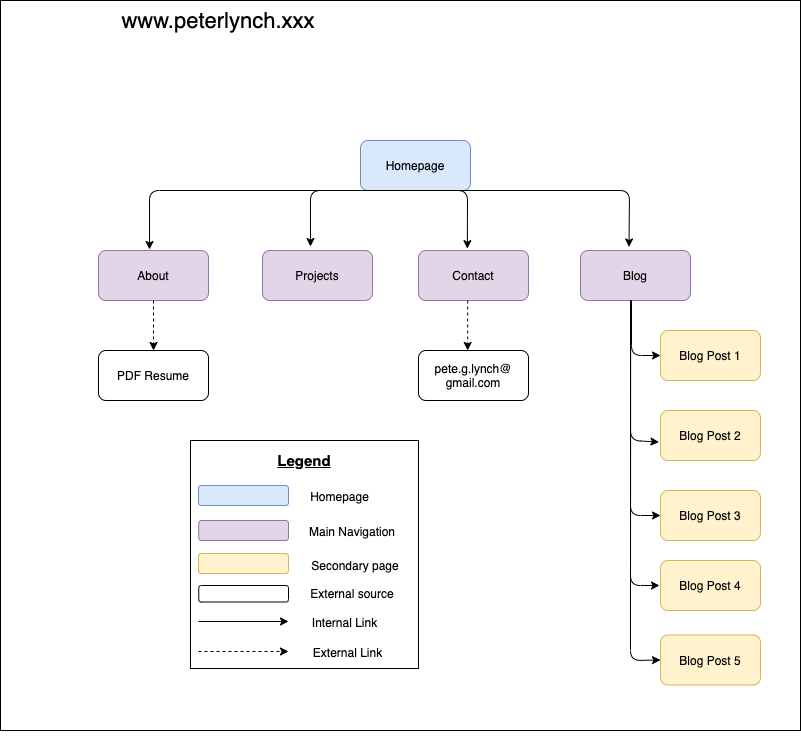 www.peterlynch.xxx
Homepage
About
Projects
Contact
Blog
PDF Resume
pete.g.lynch@
gmail.com
Blog Post 1
Blog Post 2
Blog Post 3
Blog Post 4
Blog Post 5
Legend
Homepage
Main Navigation
Secondary page
External source
Internal Link
External Link